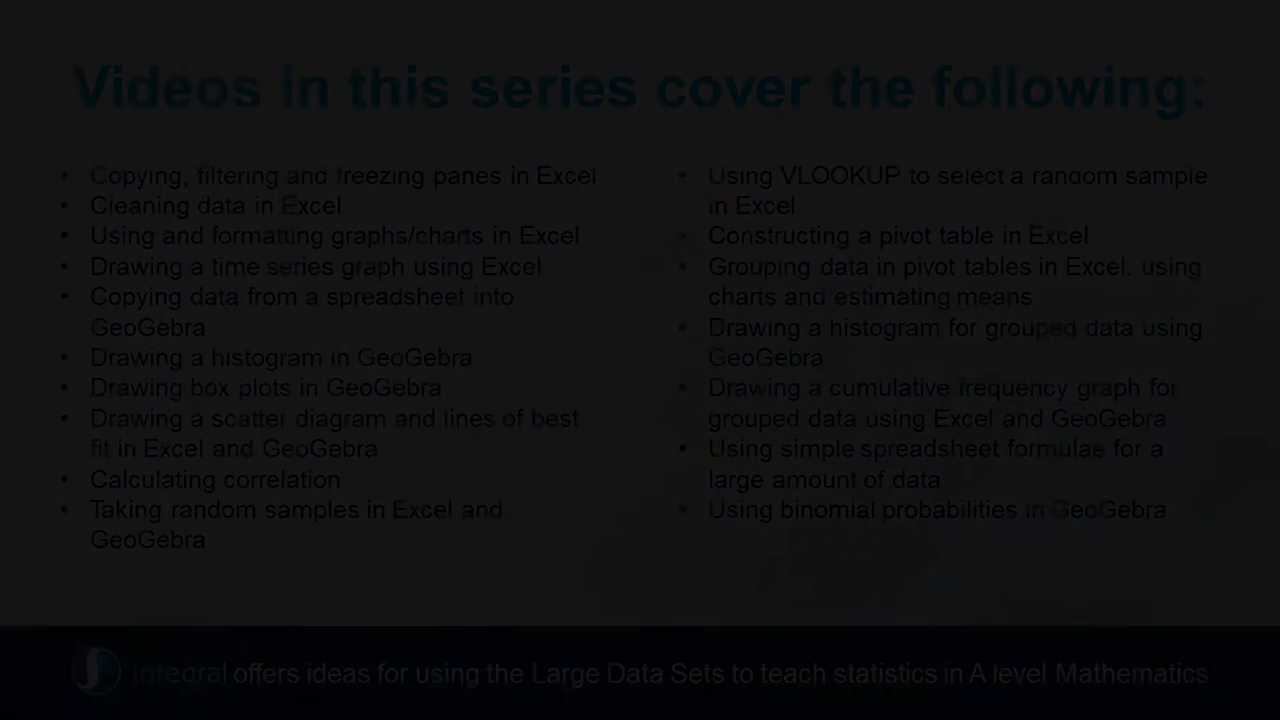 Videos in this series cover the following:
• Copying, filtering and freezing panes in Excel
• Cleaning data in Excel
• Using and formatting graphs/charts in Excel
• Drawing a time series graph using Excel
• Copying data from a spreadsheet into
GeoGebra
• Drawing a histogram in GeoGebra
• Drawing box plots in GeoGebra
• Drawing a scatter diagram and lines of best
fit in Excel and GeoGebra
• Calculating correlation
• Taking random samples in Excel and
GeoGebra
• Using VLOOKUP to select a random sample
in Excel
• Constructing a pivot table in Excel
• Grouping data in pivot tables in Excel. using
charts and estimating means
• Drawing a histogram for grouped data using
GeoGebra
• Drawing a cumulative frequency graph for
grouped data using Excel and GeoGebra
• Using simple spreadsheet formulae for a
large amount of data
• Using binomial probabilities in GeoGebra
Integral offers ideas for using the Large Data Sets to teach statistics in A level Mathematics